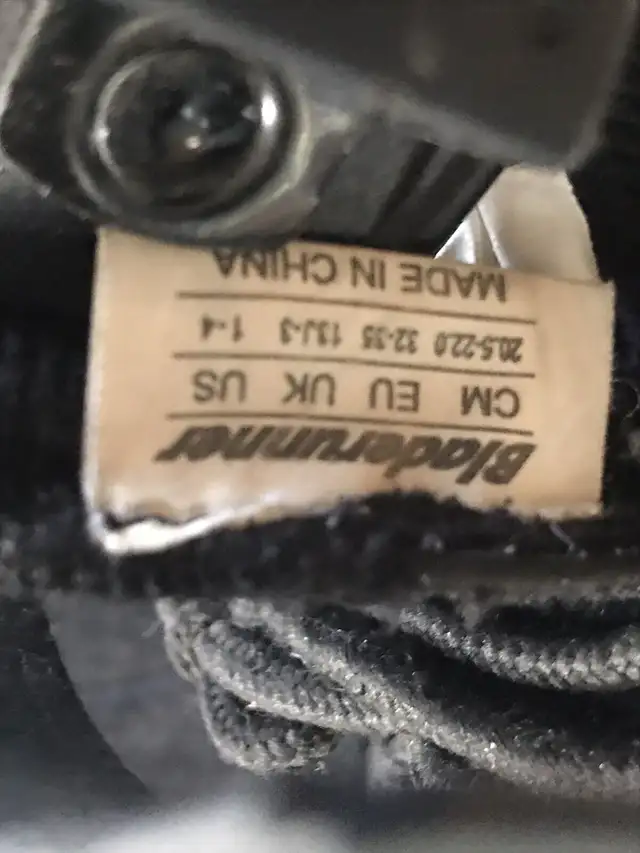 Bladerunner
CM EU UK US
20.5-22.0 32-35 13J-3 1-4
MADE IN CHINA